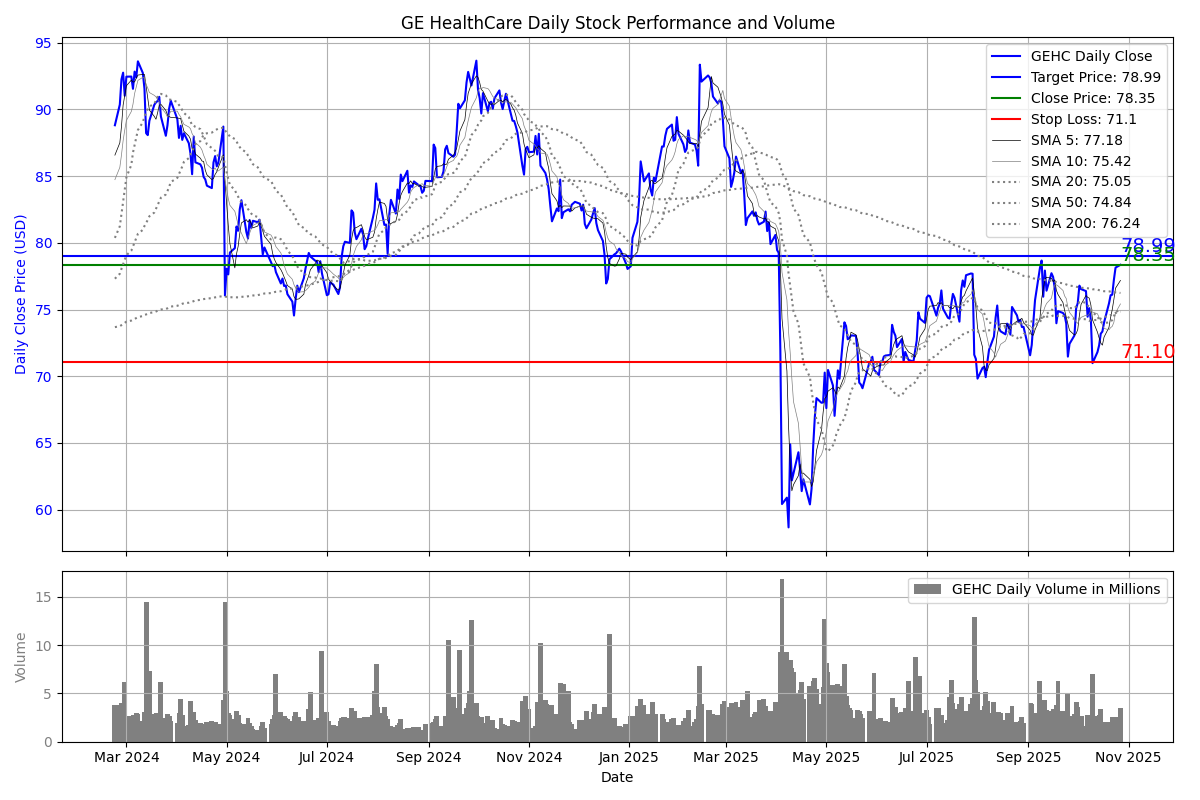 GE HealthCare Daily Stock Performance and Volume
95
90
85
80
75
70
65
60
Daily Close Price (USD)
GEHC Daily Close
Target Price: 78.99
Close Price: 78.35
Stop Loss: 71.1
SMA 5: 77.18
SMA 10: 75.42
SMA 20: 75.05
SMA 50: 74.84
SMA 200: 76.24
78.99
78.35
71.10
15
10
5
0
Volume
GEHC Daily Volume in Millions
Mar 2024
May 2024
Jul 2024
Sep 2024
Nov 2024
Jan 2025
Mar 2025
May 2025
Jul 2025
Sep 2025
Nov 2025
Date